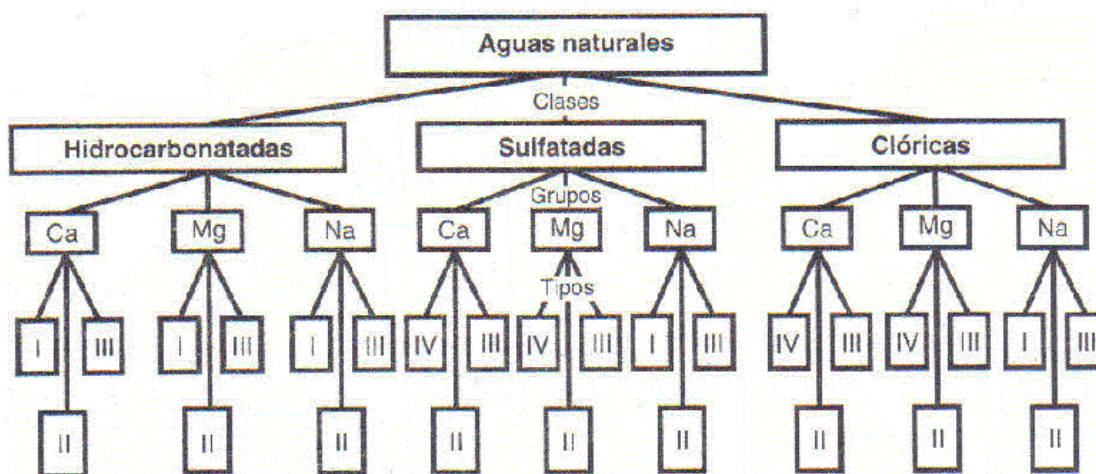 Aguas naturales
Clases
Hidrocarbonatadas Sulfatadas Clóricas
Grupos
Ca Mg Na Ca Mg Na Ca Mg Na
Tipos
I III I III I III IV III IV III I III IV III IV III I III
II II II II II II II II II